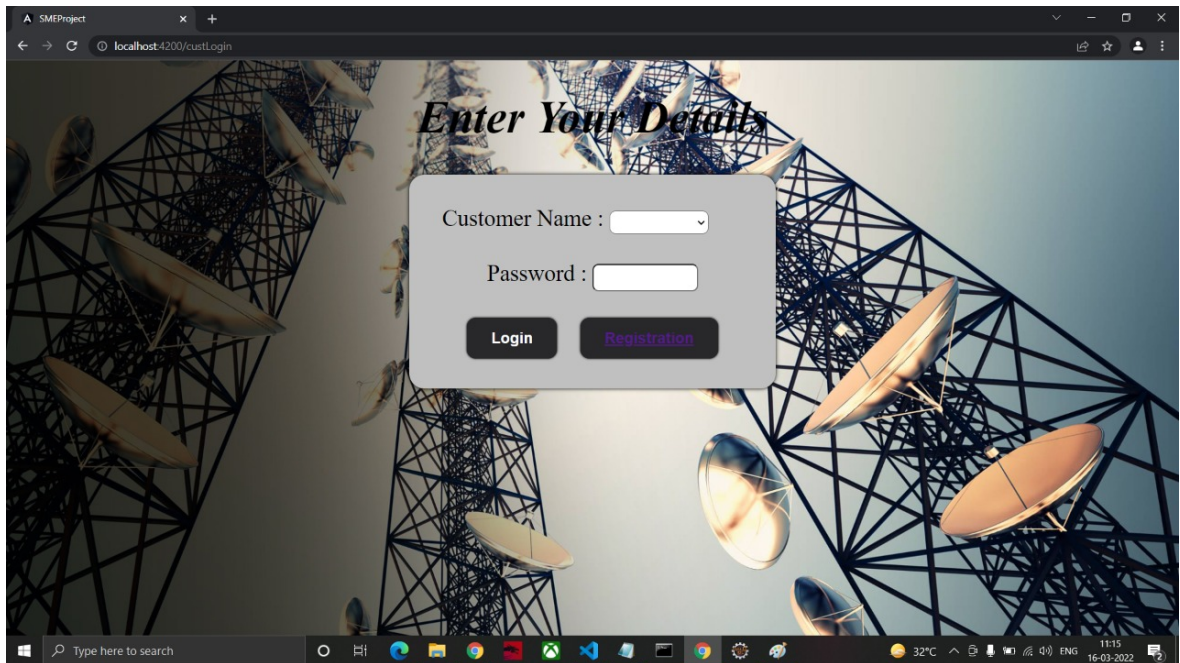 SMEProject
localhost:4200/custLogin
Enter Your Details
Customer Name :
Password :
Login Registration
Type here to search
32°C ENG 11:15
16-03-2022
2